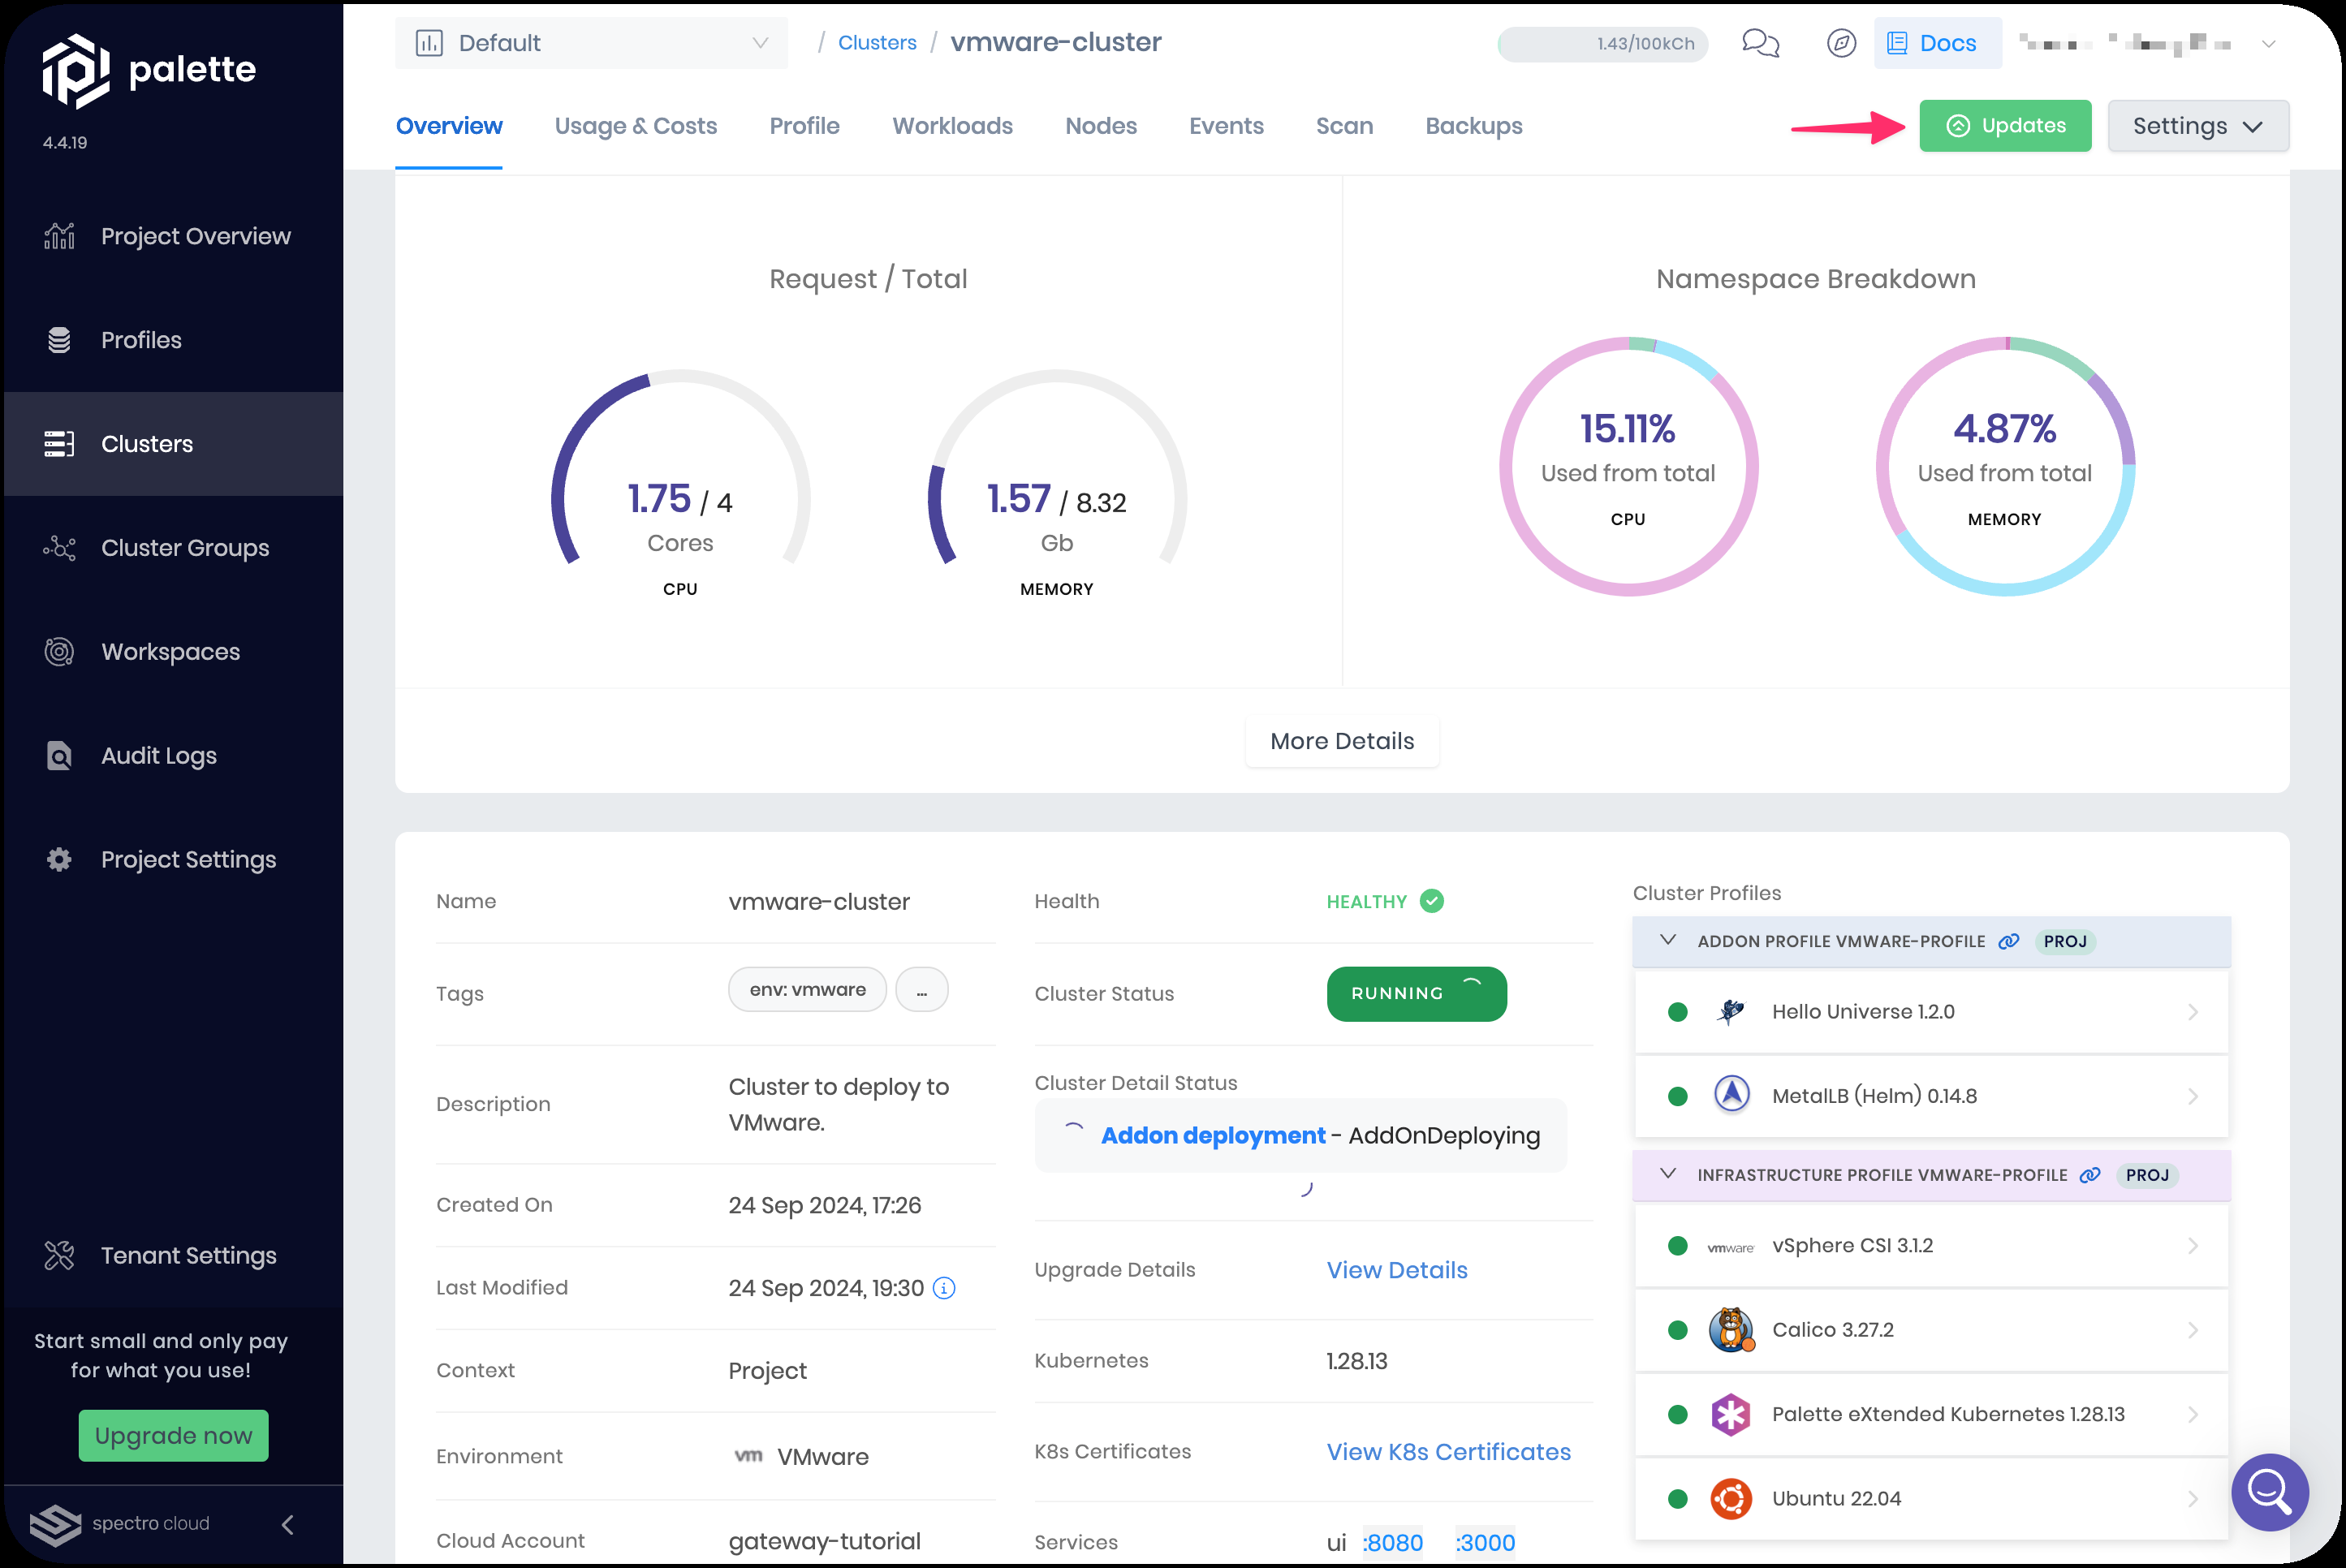 palette
4.4.19
Project Overview
Profiles
Clusters
Cluster Groups
Workspaces
Audit Logs
Project Settings
Tenant Settings
Start small and only pay
for what you use!
Upgrade now
spectro cloud
Default
/ Clusters / vmware-cluster
1.43/100kCh
Docs
Overview
Usage & Costs
Profile
Workloads
Nodes
Events
Scan
Backups
Updates
Settings
Request / Total
1.75 / 4
Cores
CPU
1.57 / 8.32
Gb
MEMORY
Namespace Breakdown
15.11%
Used from total
CPU
4.87%
Used from total
MEMORY
More Details
Name
vmware-cluster
Tags
env: vmware
...
Description
Cluster to deploy to
VMware.
Created On
24 Sep 2024, 17:26
Last Modified
24 Sep 2024, 19:30
Context
Project
Environment
vm VMware
Cloud Account
gateway-tutorial
Health
HEALTHY
Cluster Status
RUNNING
Cluster Detail Status
Addon deployment - AddOnDeploying
Upgrade Details
View Details
Kubernetes
1.28.13
K8s Certificates
View K8s Certificates
Services
ui :8080 :3000
Cluster Profiles
ADDON PROFILE VMWARE-PROFILE PROJ
Hello Universe 1.2.0
MetalLB (Helm) 0.14.8
INFRASTRUCTURE PROFILE VMWARE-PROFILE PROJ
vmware vSphere CSI 3.1.2
Calico 3.27.2
Palette eXtended Kubernetes 1.28.13
Ubuntu 22.04